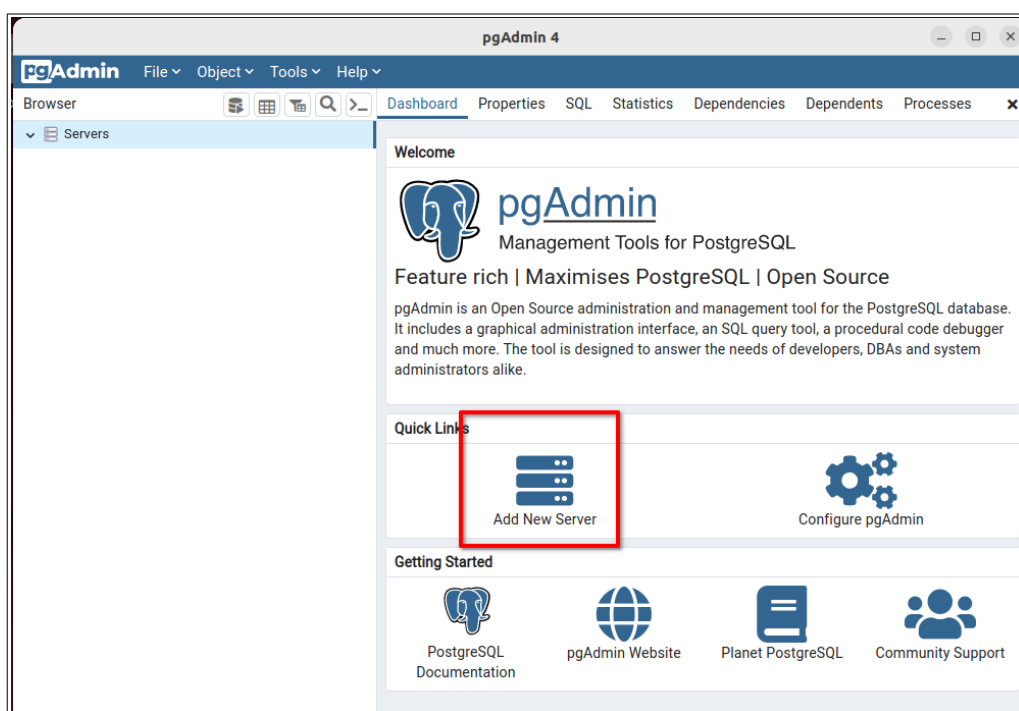 pgAdmin 4
pgAdmin File Object Tools Help
Browser
Dashboard Properties SQL Statistics Dependencies Dependents Processes
Servers
Welcome
pgAdmin
Management Tools for PostgreSQL
Feature rich | Maximises PostgreSQL | Open Source
pgAdmin is an Open Source administration and management tool for the PostgreSQL database.
It includes a graphical administration interface, an SQL query tool, a procedural code debugger
and much more. The tool is designed to answer the needs of developers, DBAs and system
administrators alike.
Quick Links
Add New Server
Configure pgAdmin
Getting Started
PostgreSQL
Documentation
pgAdmin Website
Planet PostgreSQL
Community Support